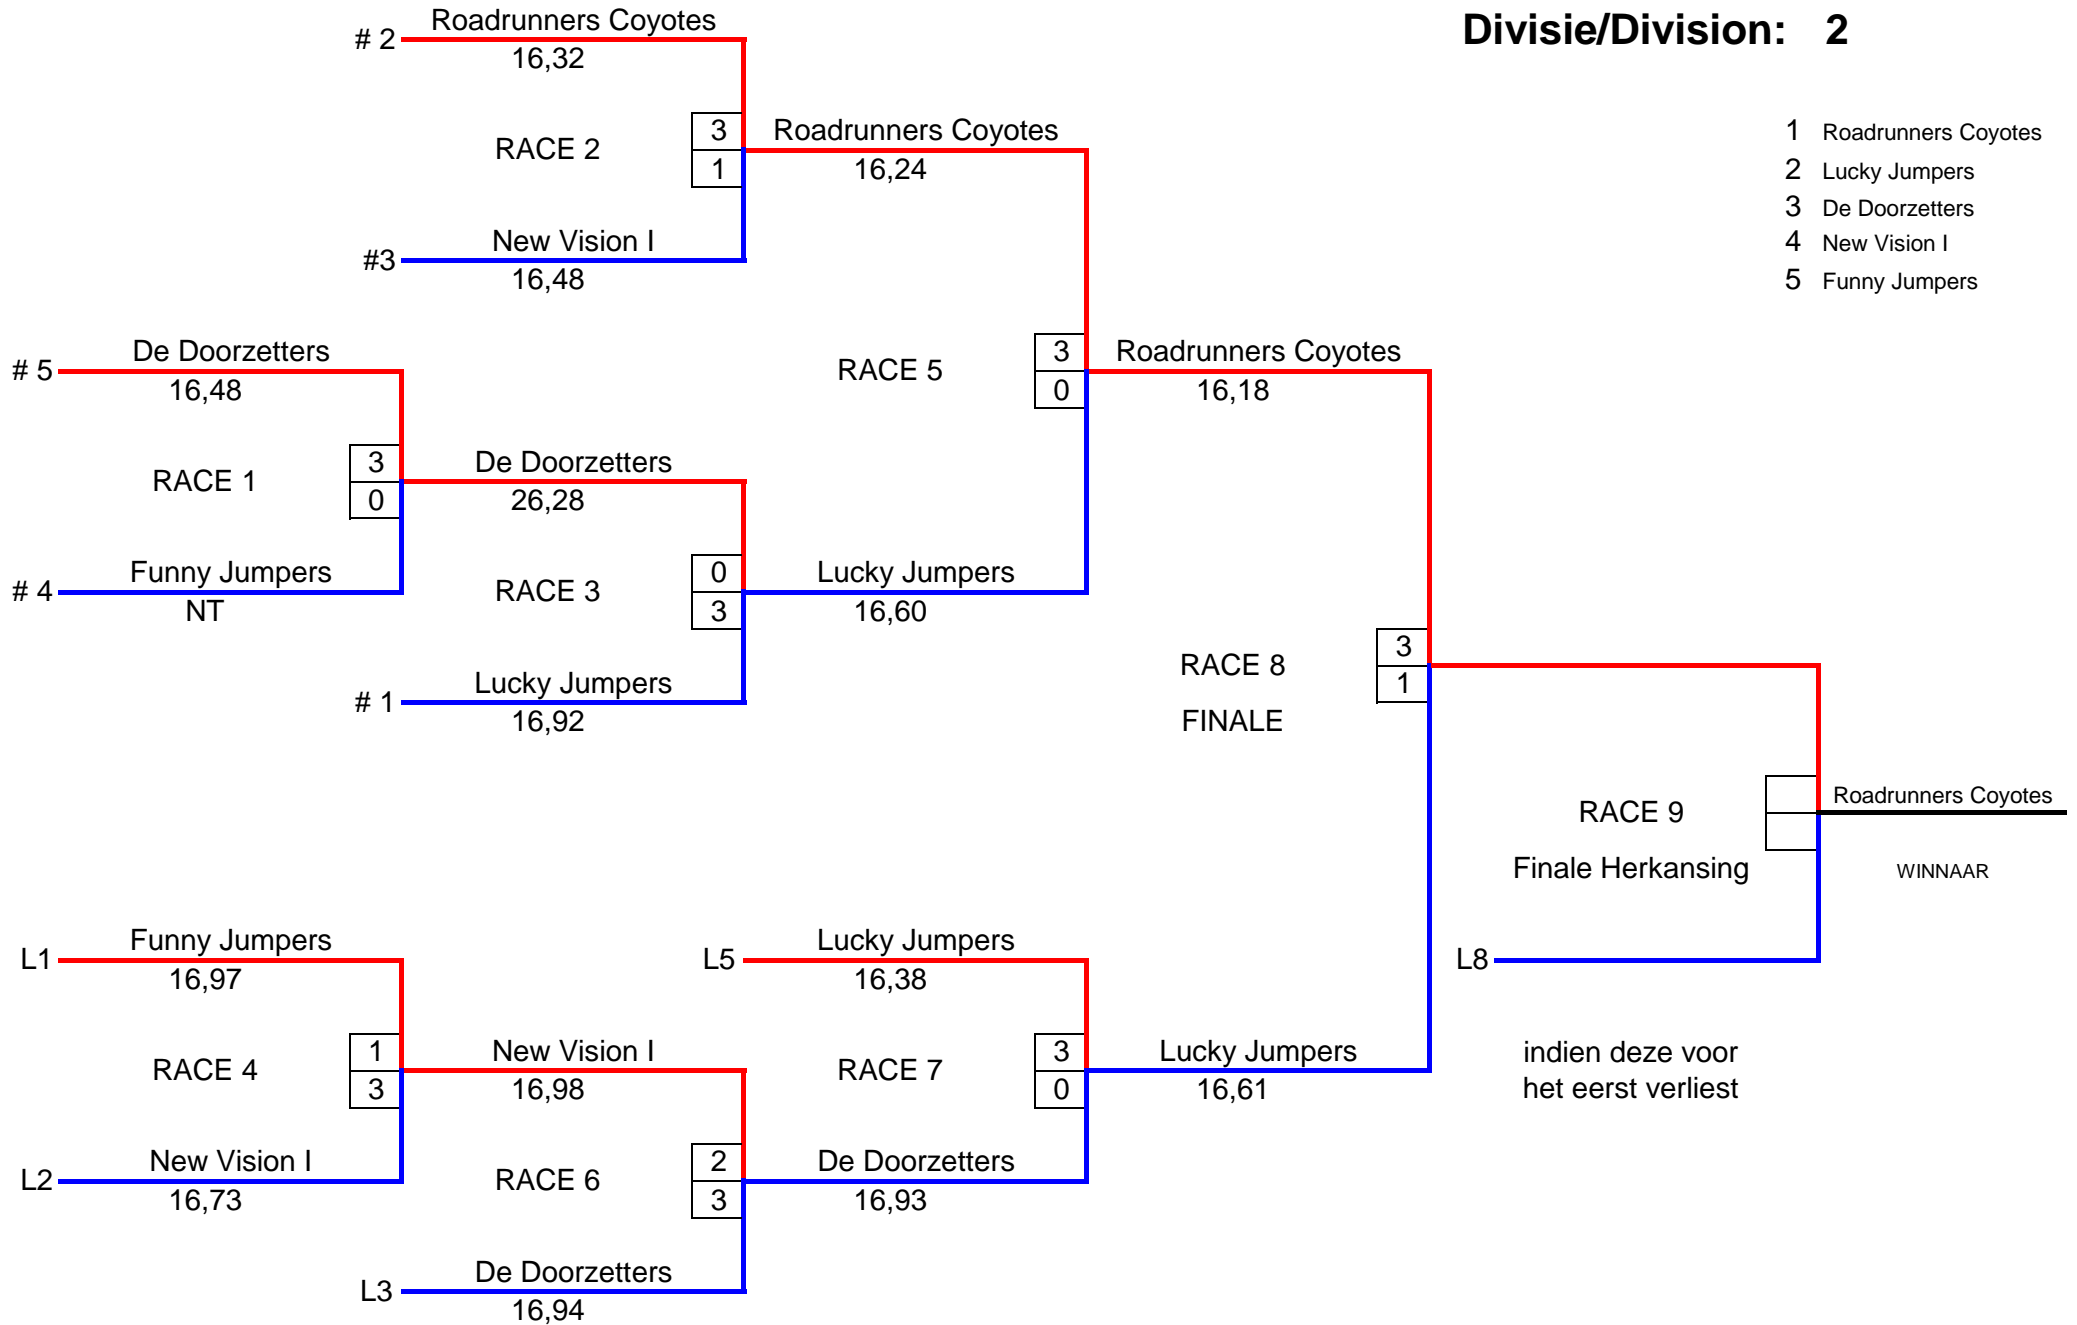 Divisie/Division: 2
1 Roadrunners Coyotes
2 Lucky Jumpers
3 De Doorzetters
4 New Vision I
5 Funny Jumpers
# 2 Roadrunners Coyotes
16,32
RACE 2
3
1
#3 New Vision I
16,48
Roadrunners Coyotes
16,24
# 5 De Doorzetters
16,48
RACE 1
3
0
# 4 Funny Jumpers
NT
De Doorzetters
26,28
RACE 3
0
3
# 1 Lucky Jumpers
16,92
Lucky Jumpers
16,60
RACE 5
3
0
Roadrunners Coyotes
16,18
RACE 8
FINALE
3
1
RACE 9
Finale Herkansing
Roadrunners Coyotes
WINNAAR
L8
indien deze voor
het eerst verliest
L1 Funny Jumpers
16,97
RACE 4
1
3
L2 New Vision I
16,73
New Vision I
16,98
RACE 6
2
3
L3 De Doorzetters
16,94
L5 Lucky Jumpers
16,38
RACE 7
3
0
De Doorzetters
16,93
Lucky Jumpers
16,61